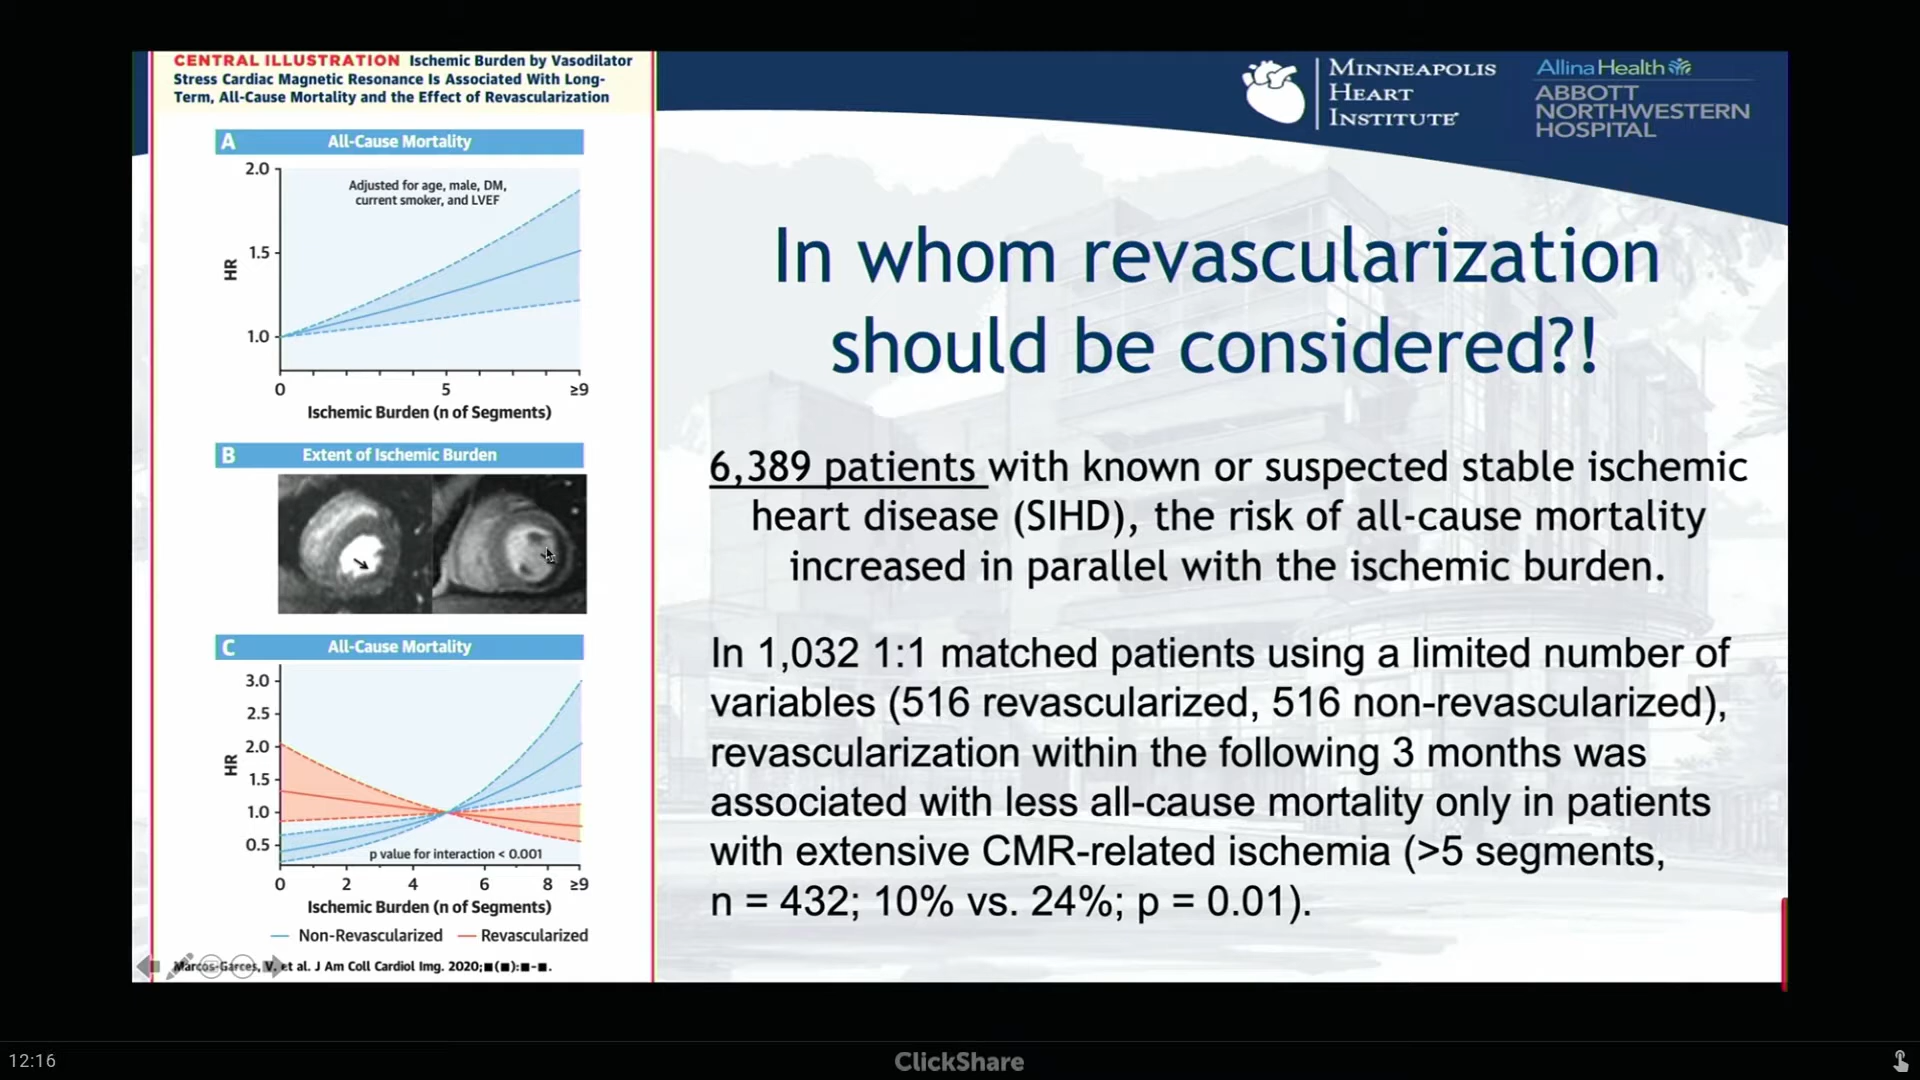 CENTRAL ILLUSTRATION Ischemic Burden by Vasodilator
Stress Cardiac Magnetic Resonance Is Associated With Long-
Term, All-Cause Mortality and the Effect of Revascularization
A All-Cause Mortality
Adjusted for age, male, DM,
current smoker, and LVEF
2.0
1.5
1.0
HR
0 5 ≥9
Ischemic Burden (n of Segments)
B Extent of Ischemic Burden
C All-Cause Mortality
3.0
2.5
2.0
1.5
1.0
0.5
HR
p value for interaction < 0.001
0 2 4 6 8 ≥9
Ischemic Burden (n of Segments)
Non-Revascularized Revascularized
Marcos-Garces, V. et al. J Am Coll Cardiol Img. 2020;■(■):■-■.
MINNEAPOLIS
HEART
INSTITUTE
Allina Health
ABBOTT
NORTHWESTERN
HOSPITAL
In whom revascularization
should be considered?!
6,389 patients with known or suspected stable ischemic
heart disease (SIHD), the risk of all-cause mortality
increased in parallel with the ischemic burden.
In 1,032 1:1 matched patients using a limited number of
variables (516 revascularized, 516 non-revascularized),
revascularization within the following 3 months was
associated with less all-cause mortality only in patients
with extensive CMR-related ischemia (>5 segments,
n = 432; 10% vs. 24%; p = 0.01).
12:16
ClickShare